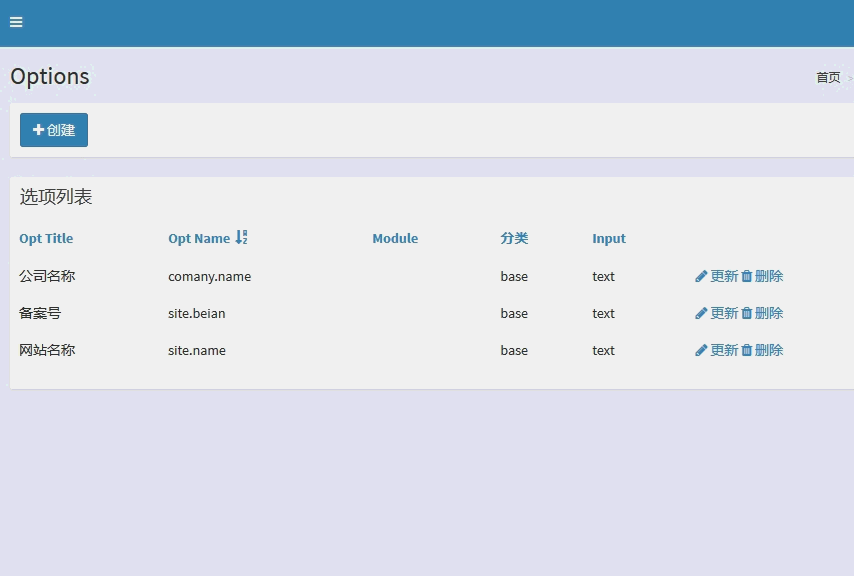 Options
首页 >
创建
选项列表
Opt Title Opt Name Module 分类 Input
公司名称 comany.name base text 更新 删除
备案号 site.beian base text 更新 删除
网站名称 site.name base text 更新 删除